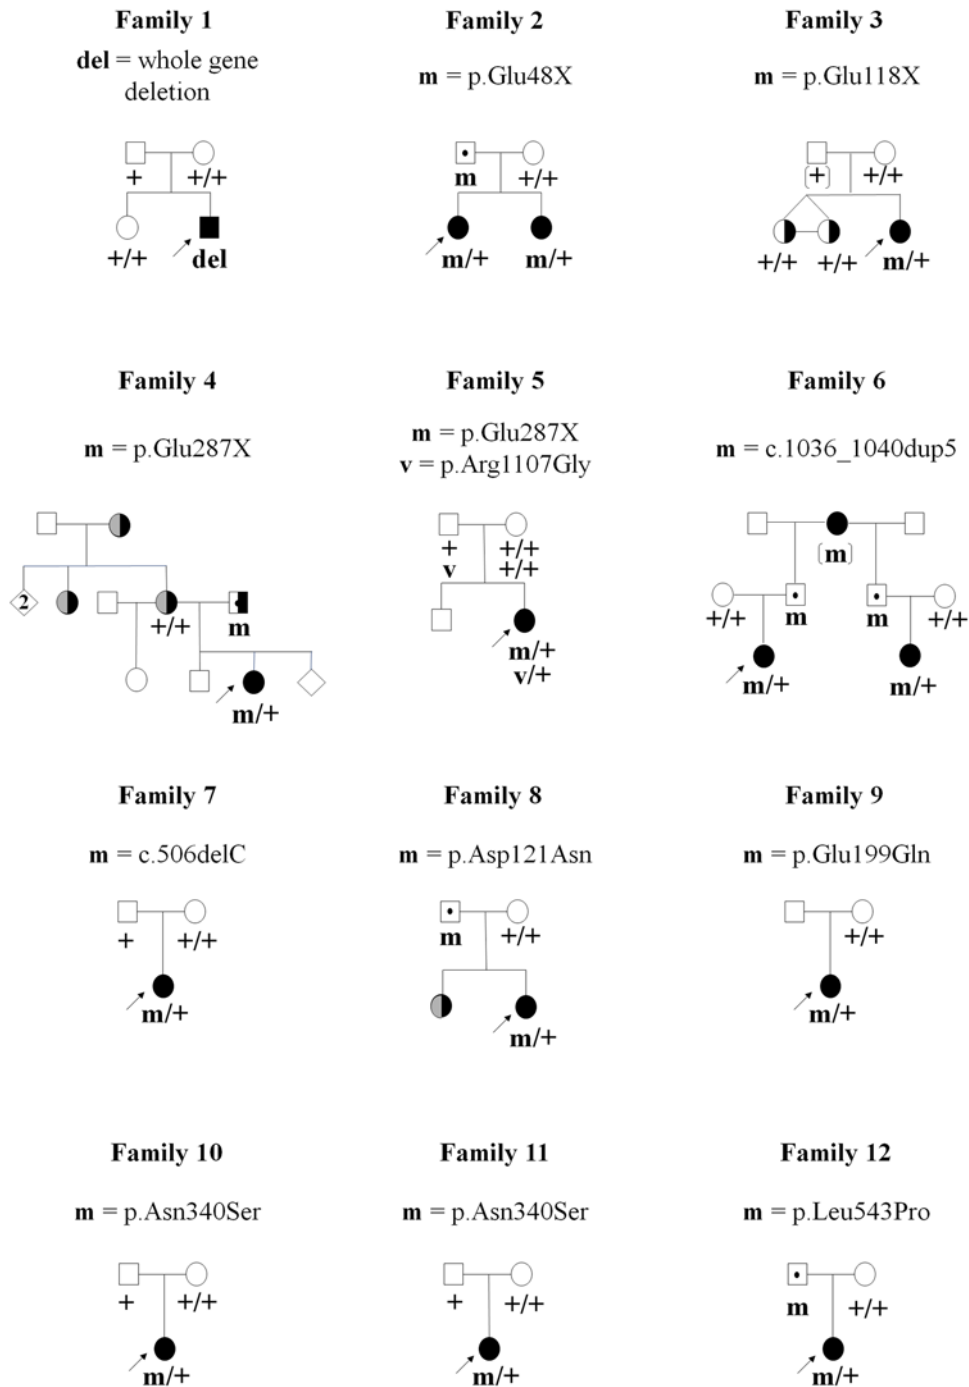 Family 1
del = whole gene
deletion
+
+/+
+/+
del
Family 2
m = p.Glu48X
m
+/+
m/+
m/+
Family 3
m = p.Glu118X
[+]
+/+
+/+
+/+
m/+
Family 4
m = p.Glu287X
2
+/+
m
m/+
Family 5
m = p.Glu287X
v = p.Arg1107Gly
+
+/+
v
+/+
m/+
v/+
Family 6
m = c.1036_1040dup5
[m]
+/+
m
m
+/+
m/+
m/+
Family 7
m = c.506delC
+
+/+
m/+
Family 8
m = p.Asp121Asn
m
+/+
m/+
Family 9
m = p.Glu199Gln
+/+
m/+
Family 10
m = p.Asn340Ser
+
+/+
m/+
Family 11
m = p.Asn340Ser
+
+/+
m/+
Family 12
m = p.Leu543Pro
m
+/+
m/+